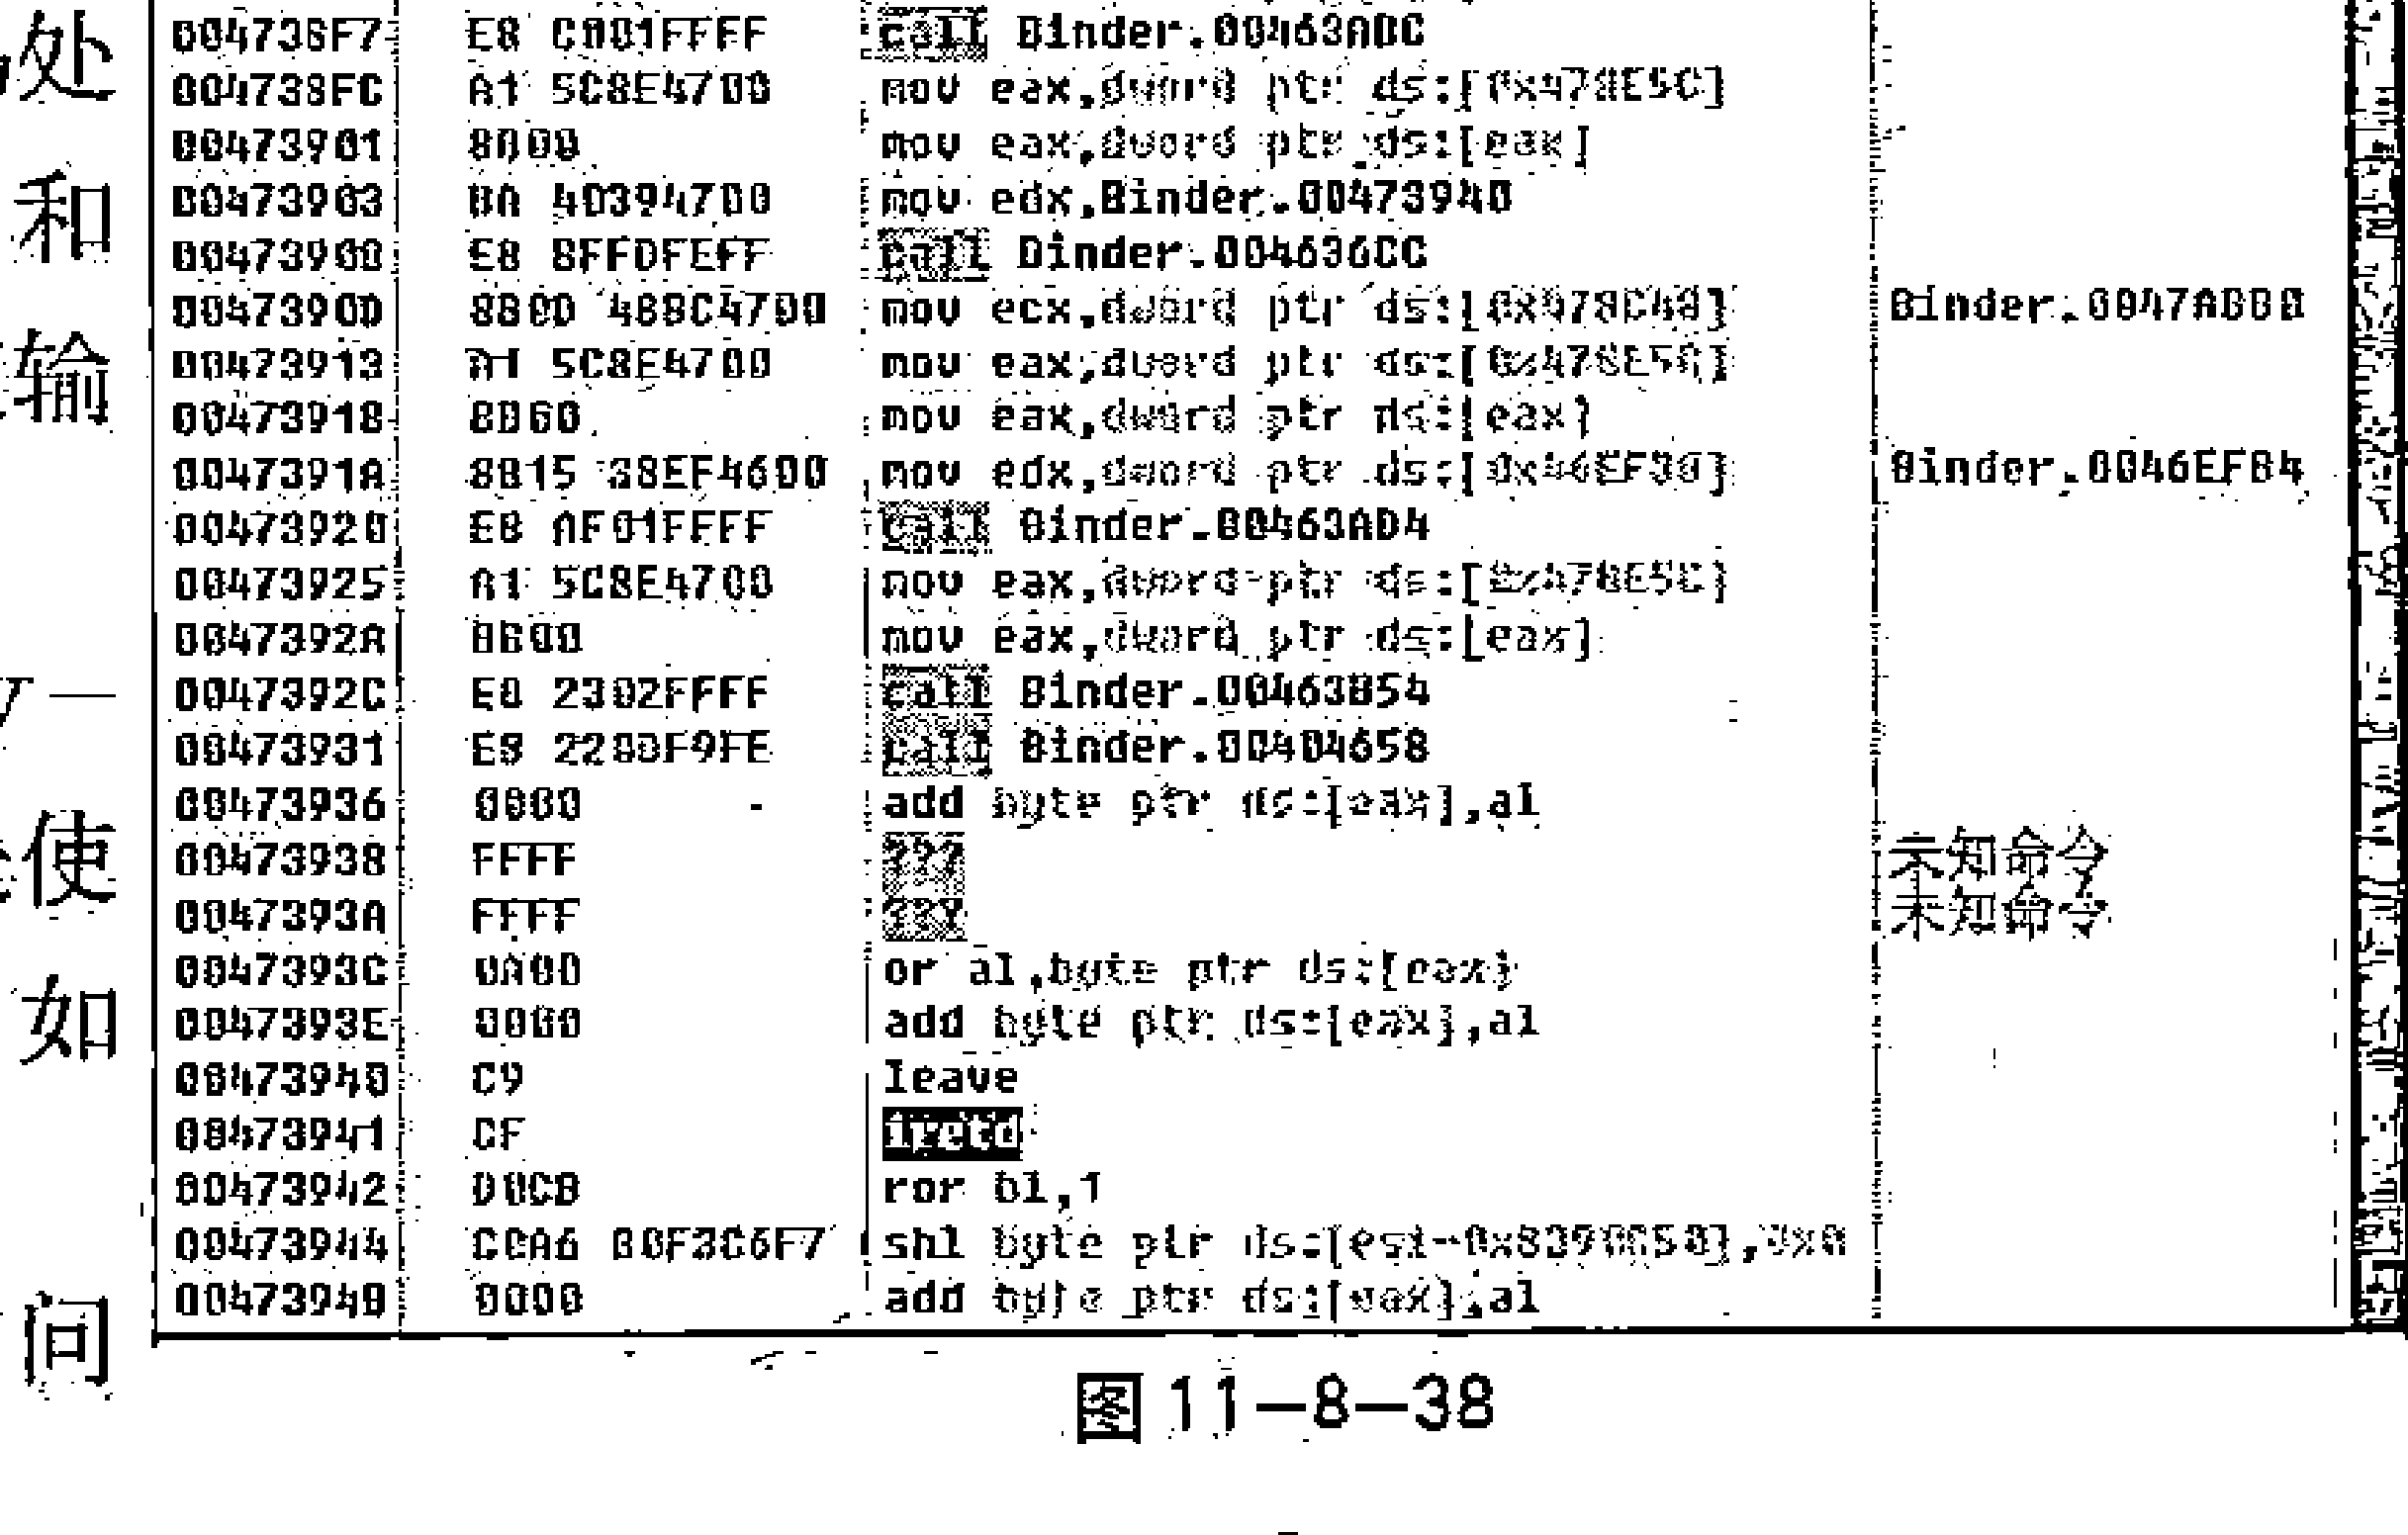 处
004738F7 E8 C001FFFF call Binder.00463ABC
004738FC A1 5C8E4700 mov eax,dword ptr ds:[0x478E5C]
和
00473901 8B00 mov eax,dword ptr ds:[eax]
00473903 BA 40394700 mov edx,Binder.00473940
00473908 E8 BFFDFEFF call Binder.004636CC
输
0047390D 8B0D 488C4700 mov ecx,dword ptr ds:[0x478C48] Binder.0047ABB0
00473913 A1 5C8E4700 mov eax,dword ptr ds:[0x478E5C]
00473918 8B00 mov eax,dword ptr ds:[eax]
0047391A 8B15 38EF4600 mov edx,dword ptr ds:[0x46EF38] Binder.0046EF84
00473920 E8 AF01FFFF call Binder.00463AD4
00473925 A1 5C8E4700 mov eax,dword ptr ds:[0x478E5C]
0047392A 8B00 mov eax,dword ptr ds:[eax]
y—
0047392C E8 2302FFFF call Binder.00463B54
00473931 E8 call Binder.00404658
使
00473936 0000 add byte ptr ds:[eax],al
00473938 FFFF ??? 未知命令
0047393A FFFF ??? 未知命令
如
0047393C 0A00 or al,byte ptr ds:[eax]
0047393E 0000 add byte ptr ds:[eax],al
00473940 C9 leave
00473941 CF iretd
00473942 D0CB ror bl,1
00473944 shl byte ptr
间
0000 add byte ptr ds:[eax],al
图 11-8-38